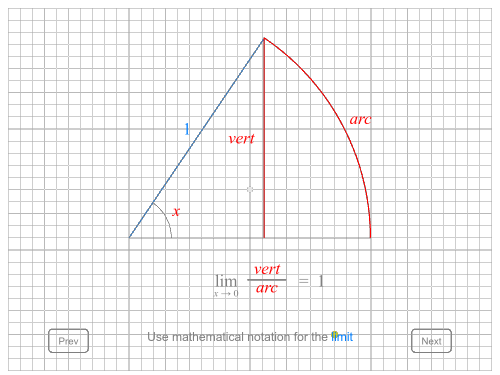 1
vert
arc
x
lim x → 0 vert / arc = 1
Prev
Use mathematical notation for the limit
Next